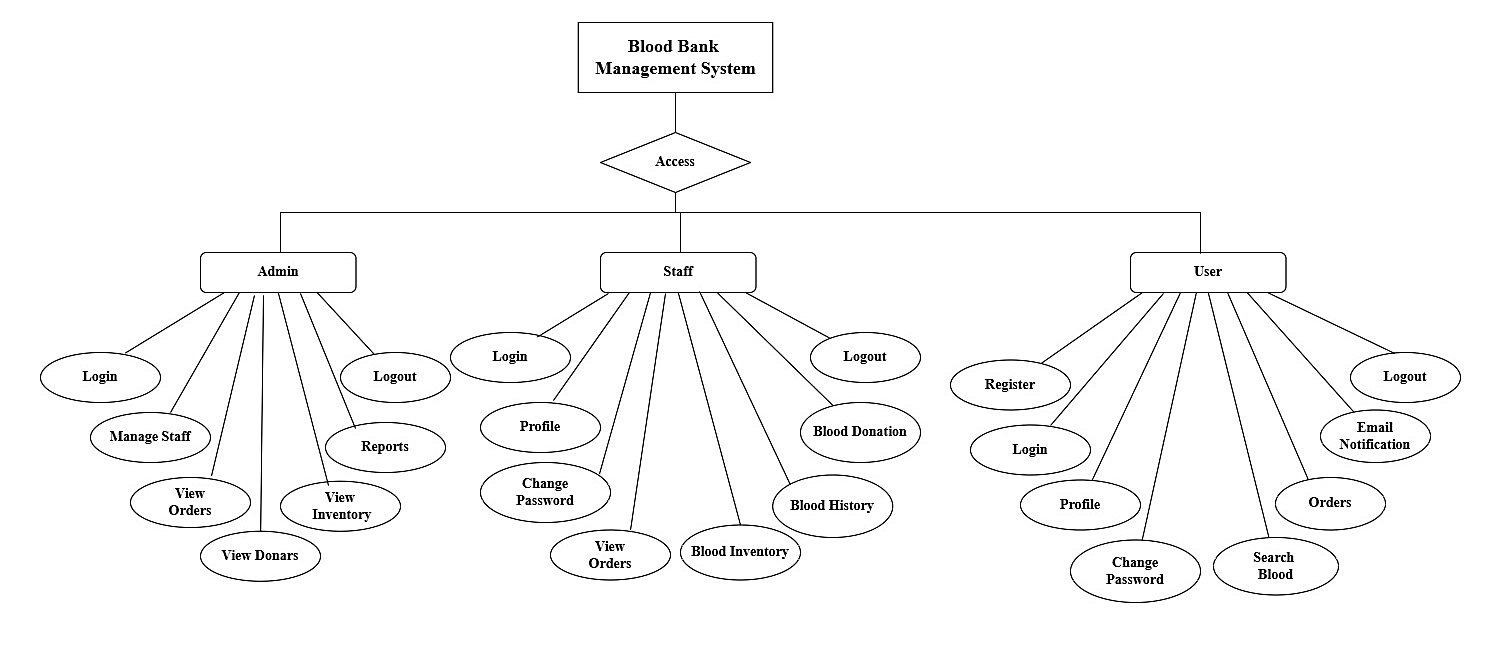 Blood Bank
Management System
Access
Admin
Staff
User
Login
Manage Staff
View
Orders
View Donars
View
Inventory
Reports
Logout
Login
Profile
Change
Password
View
Orders
Blood Inventory
Blood History
Blood Donation
Logout
Register
Login
Profile
Change
Password
Search
Blood
Orders
Email
Notification
Logout